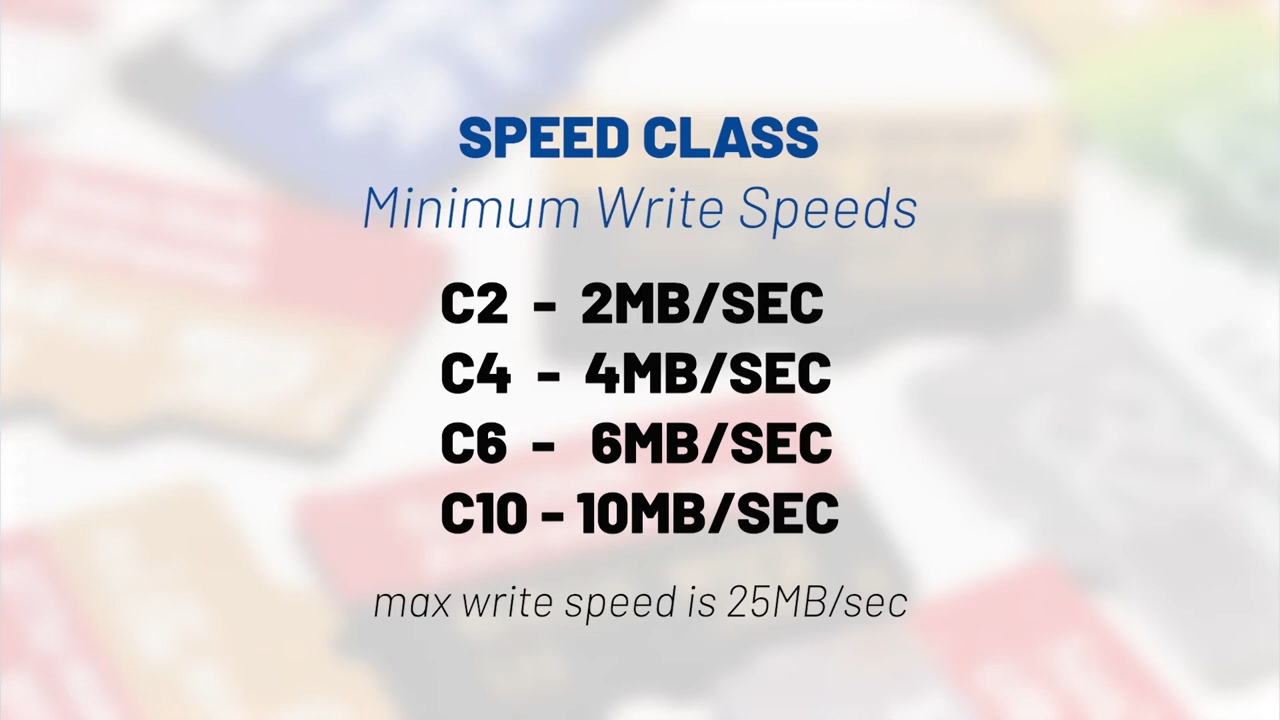 SPEED CLASS
Minimum Write Speeds
C2 - 2MB/SEC
C4 - 4MB/SEC
C6 - 6MB/SEC
C10 - 10MB/SEC
max write speed is 25MB/sec